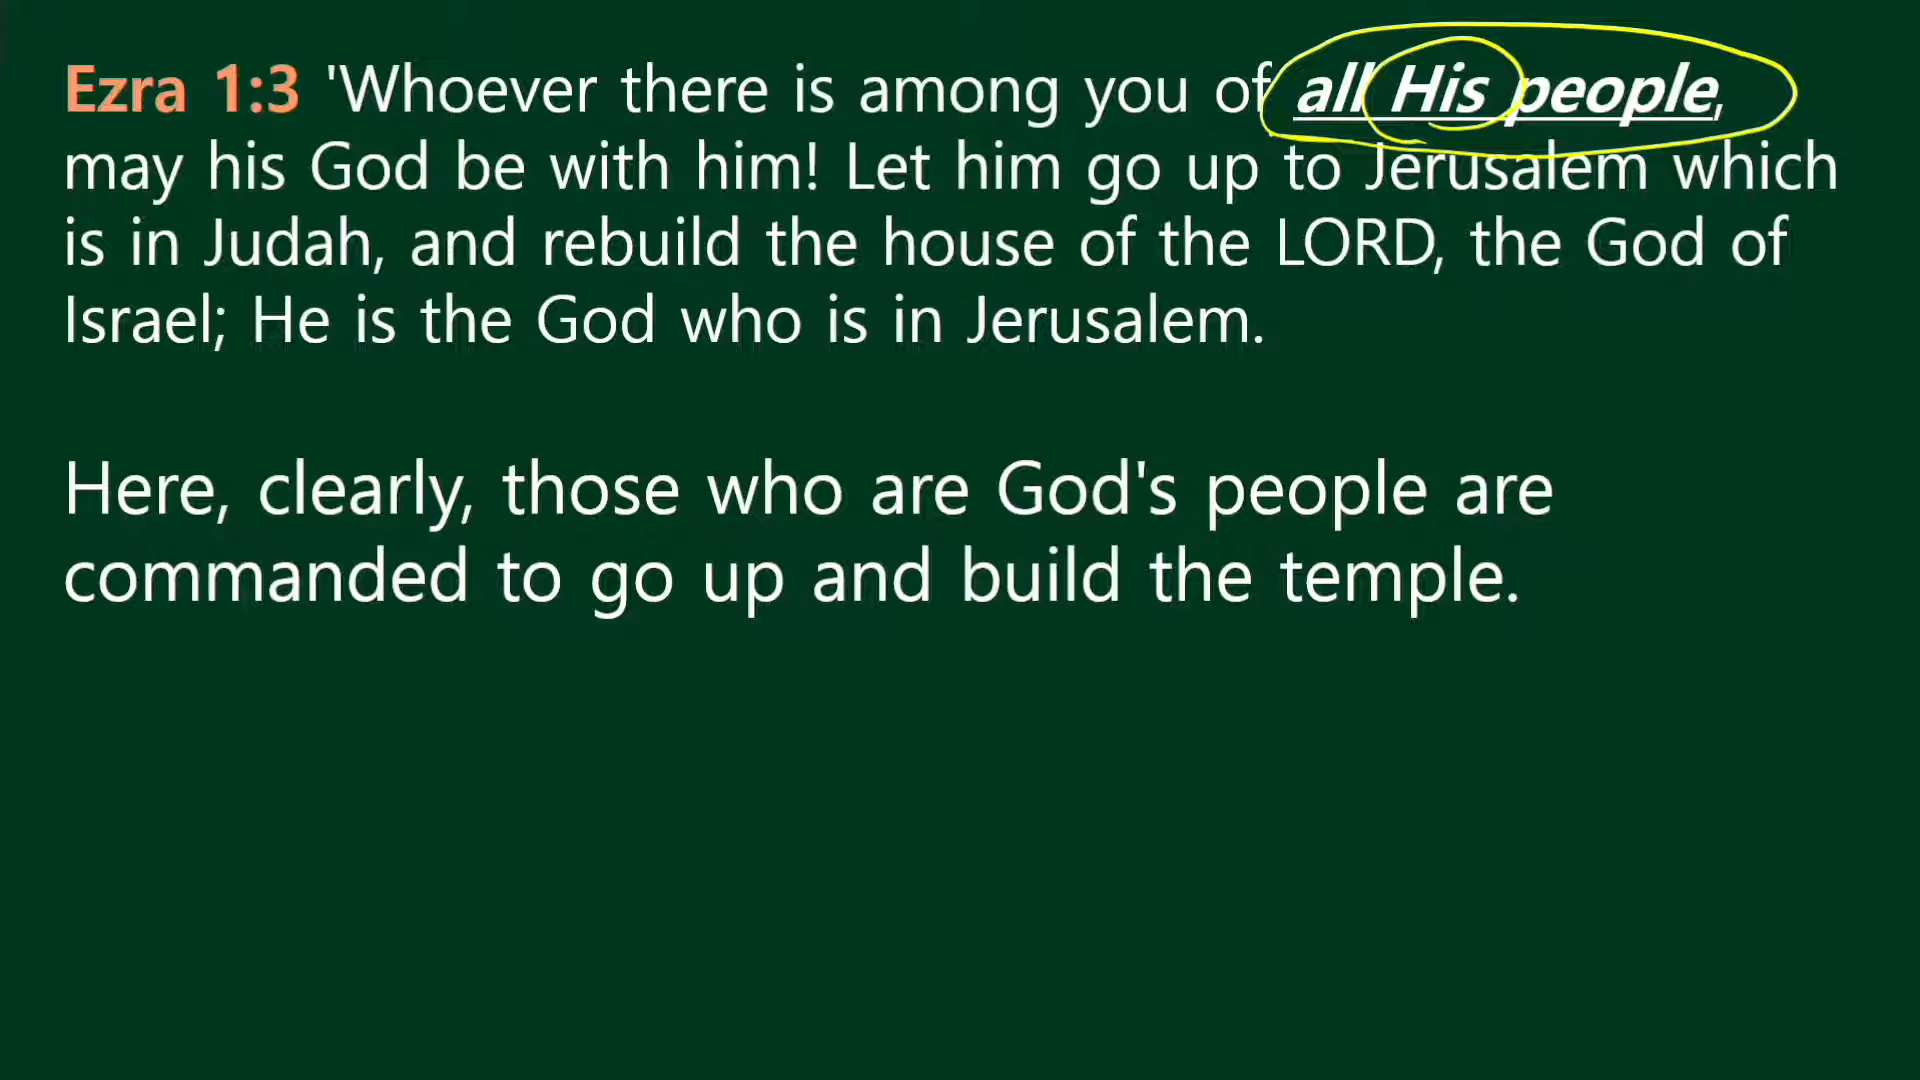 Ezra 1:3 'Whoever there is among you of all His people,
may his God be with him! Let him go up to Jerusalem which
is in Judah, and rebuild the house of the LORD, the God of
Israel; He is the God who is in Jerusalem.
Here, clearly, those who are God's people are
commanded to go up and build the temple.